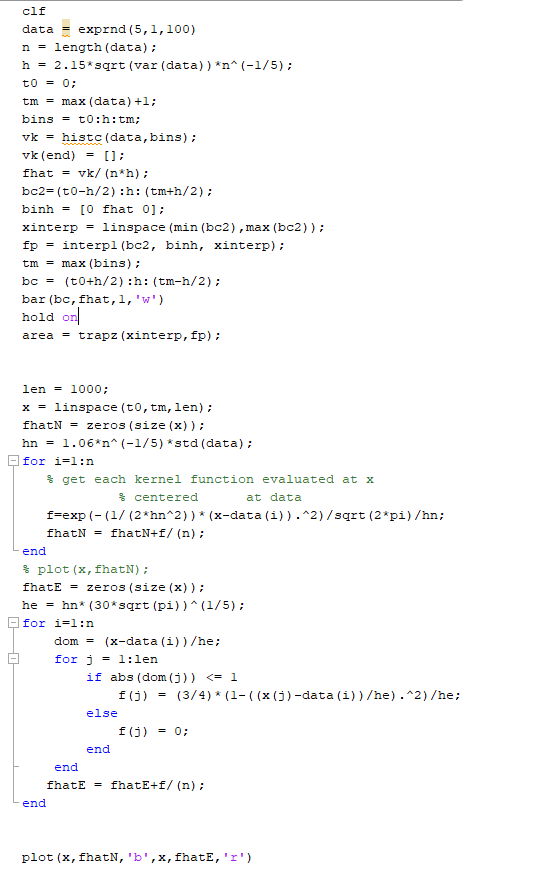 clf
data = exprnd(5,1,100)
n = length(data);
h = 2.15*sqrt(var(data))*n^(-1/5);
t0 = 0;
tm = max(data)+1;
bins = t0:h:tm;
vk = histc(data,bins);
vk(end) = [];
fhat = vk/(n*h);
bc2=(t0-h/2):h:(tm+h/2);
binh = [0 fhat 0];
xinterp = linspace(min(bc2),max(bc2));
fp = interp1(bc2, binh, xinterp);
tm = max(bins);
bc = (t0+h/2):h:(tm-h/2);
bar(bc,fhat,1,'w')
hold on
area = trapz(xinterp,fp);
len = 1000;
x = linspace(t0,tm,len);
fhatN = zeros(size(x));
hn = 1.06*n^(-1/5)*std(data);
for i=1:n
% get each kernel function evaluated at x
% centered at data
f=exp(-(1/(2*hn^2))*(x-data(i)).^2)/sqrt(2*pi)/hn;
fhatN = fhatN+f/(n);
end
% plot(x,fhatN);
fhatE = zeros(size(x));
he = hn*(30*sqrt(pi))^(1/5);
for i=1:n
dom = (x-data(i))/he;
for j = 1:len
if abs(dom(j)) <= 1
f(j) = (3/4)*(1-((x(j)-data(i))/he).^2)/he;
else
f(j) = 0;
end
end
fhatE = fhatE+f/(n);
end
plot(x,fhatN,'b',x,fhatE,'r')